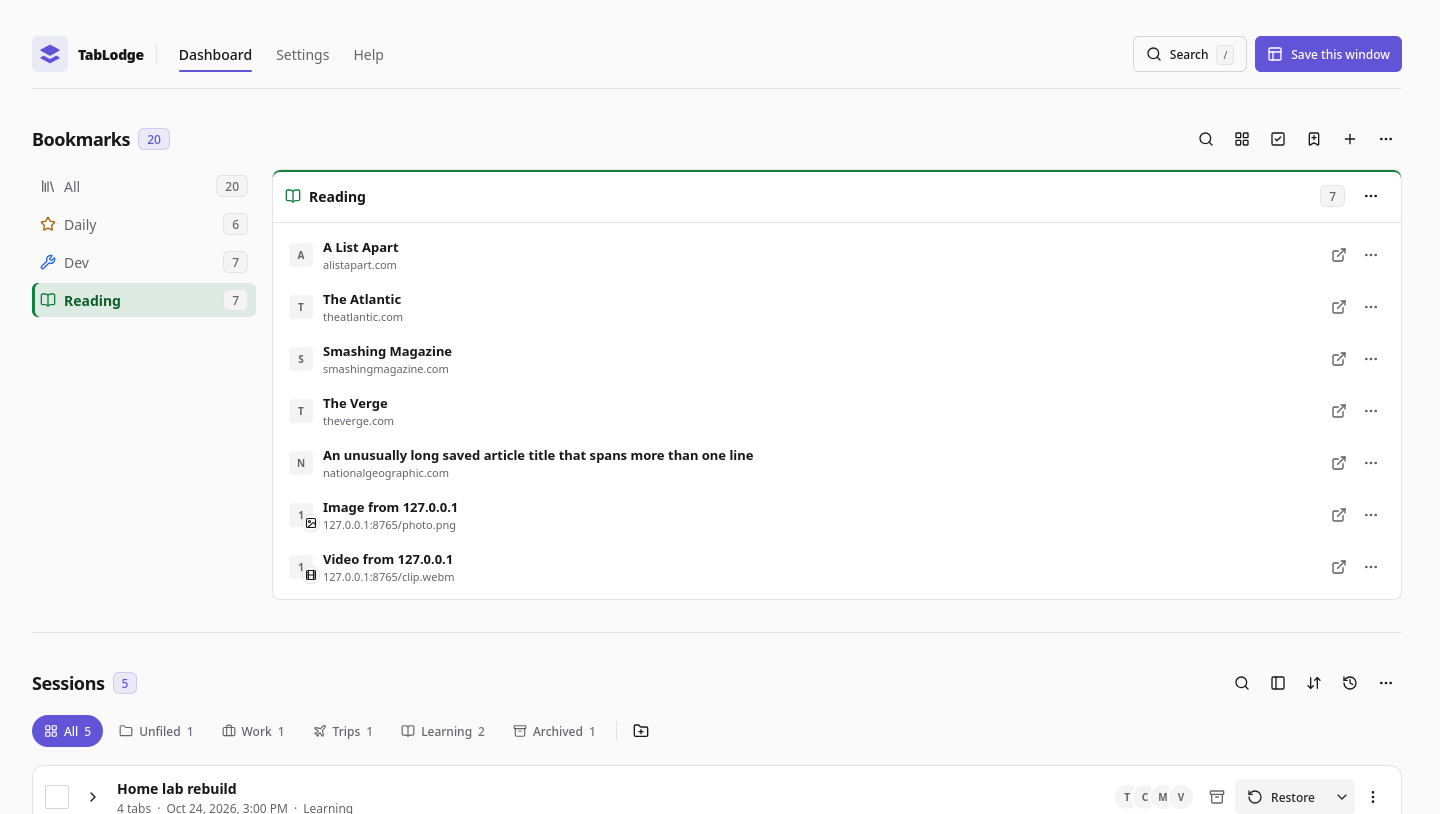 TabLodge
Dashboard
Settings
Help
Search /
Save this window
Bookmarks 20
All 20
Daily 6
Dev 7
Reading 7
Reading 7
A
A List Apart
alistapart.com
T
The Atlantic
theatlantic.com
S
Smashing Magazine
smashingmagazine.com
T
The Verge
theverge.com
N
An unusually long saved article title that spans more than one line
nationalgeographic.com
1
Image from 127.0.0.1
127.0.0.1:8765/photo.png
1
Video from 127.0.0.1
127.0.0.1:8765/clip.webm
Sessions 5
All 5
Unfiled 1
Work 1
Trips 1
Learning 2
Archived 1
Home lab rebuild
4 tabs · Oct 24, 2026, 3:00 PM · Learning
T C M V
Restore